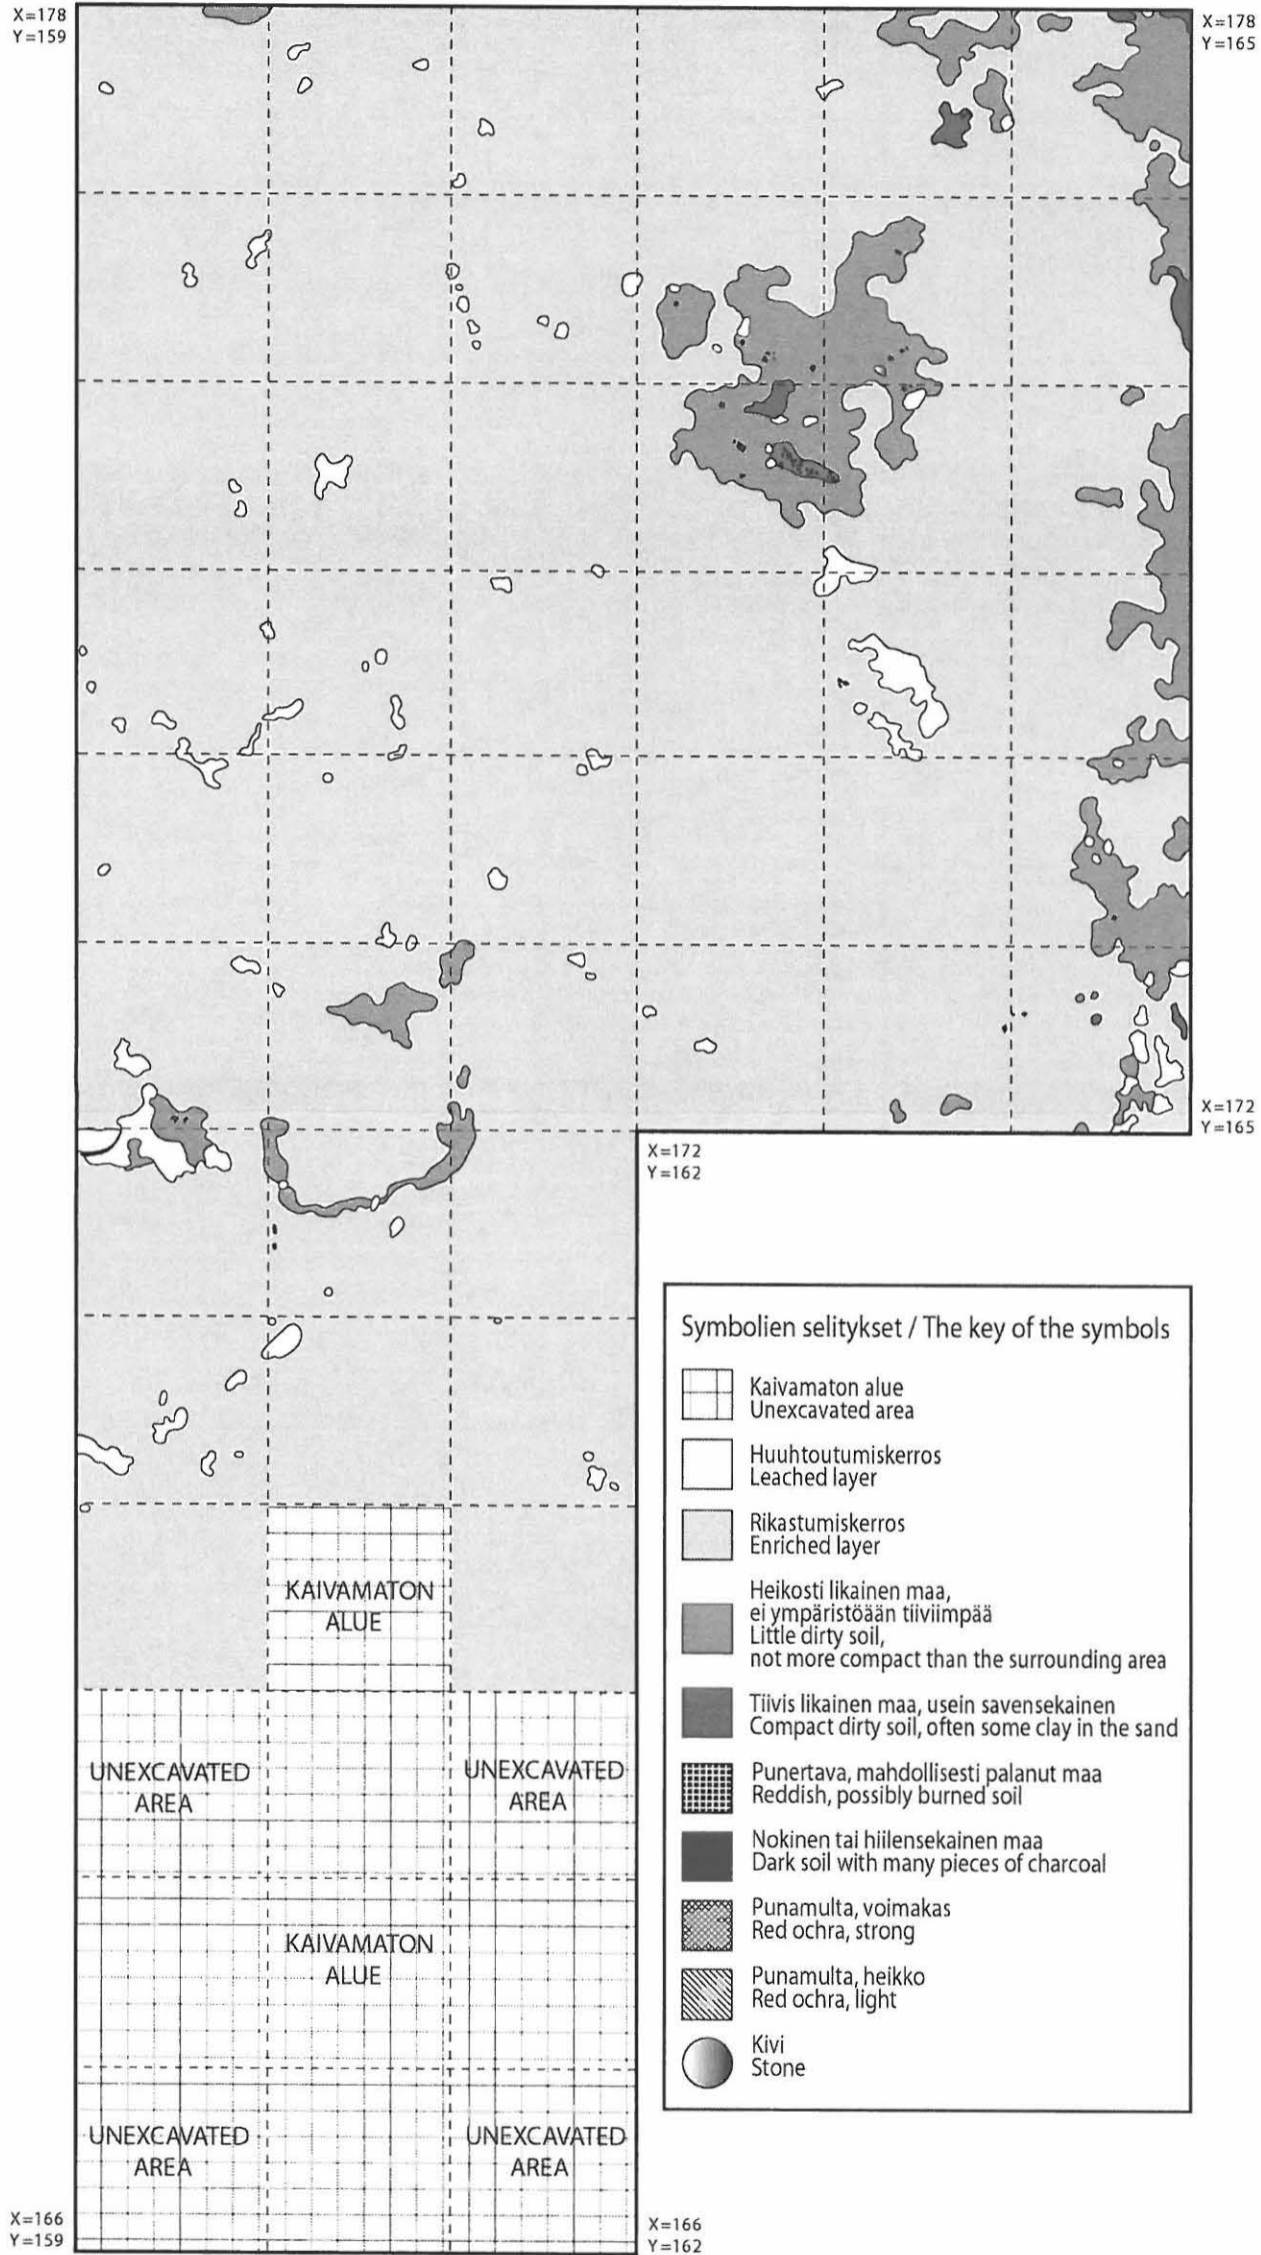 X=178
Y=159
X=178
Y=165
X=172
Y=165
X=172
Y=162
Symbolien selitykset / The key of the symbols
Kaivamaton alue
Unexcavated area
Huuhtoutumiskerros
Leached layer
Rikastumiskerros
Enriched layer
Heikosti likainen maa,
ei ympäristöään tiiviimpää
Little dirty soil,
not more compact than the surrounding area
Tiivis likainen maa, usein savensekainen
Compact dirty soil, often some clay in the sand
Punertava, mahdollisesti palanut maa
Reddish, possibly burned soil
Nokinen tai hiilensekainen maa
Dark soil with many pieces of charcoal
Punamulta, voimakas
Red ochra, strong
Punamulta, heikko
Red ochra, light
Kivi
Stone
KAIVAMATON
ALUE
UNEXCAVATED
AREA
UNEXCAVATED
AREA
KAIVAMATON
ALUE
UNEXCAVATED
AREA
UNEXCAVATED
AREA
X=166
Y=159
X=166
Y=162